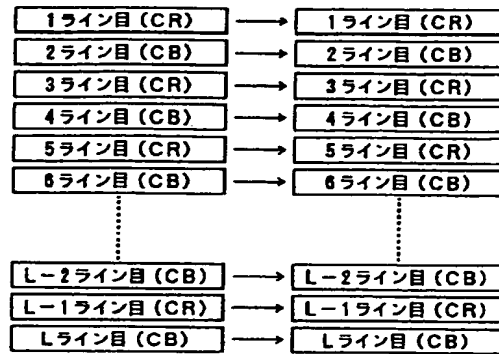 1ライン目(CR) → 1ライン目(CR)
2ライン目(CB) → 2ライン目(CB)
3ライン目(CR) → 3ライン目(CR)
4ライン目(CB) → 4ライン目(CB)
5ライン目(CR) → 5ライン目(CR)
6ライン目(CB) → 6ライン目(CB)
L-2ライン目(CB) → L-2ライン目(CB)
L-1ライン目(CR) → L-1ライン目(CR)
Lライン目(CB) → Lライン目(CB)